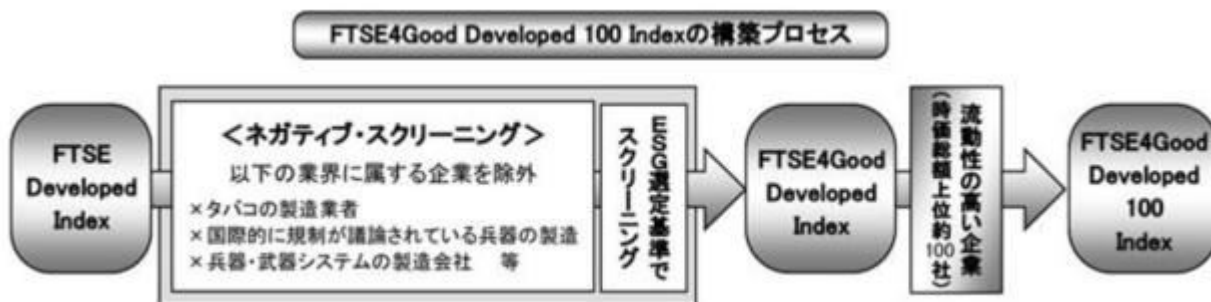 FTSE4Good Developed 100 Indexの構築プロセス
FTSE
Developed
Index
＜ネガティブ・スクリーニング＞
以下の業界に属する企業を除外
×タバコの製造業者
×国際的に規制が議論されている兵器の製造
×兵器・武器システムの製造会社　等
ESG選定基準で
スクリーニング
FTSE4Good
Developed
Index
流動性の高い企業
（時価総額上位約100社）
FTSE4Good
Developed
100
Index